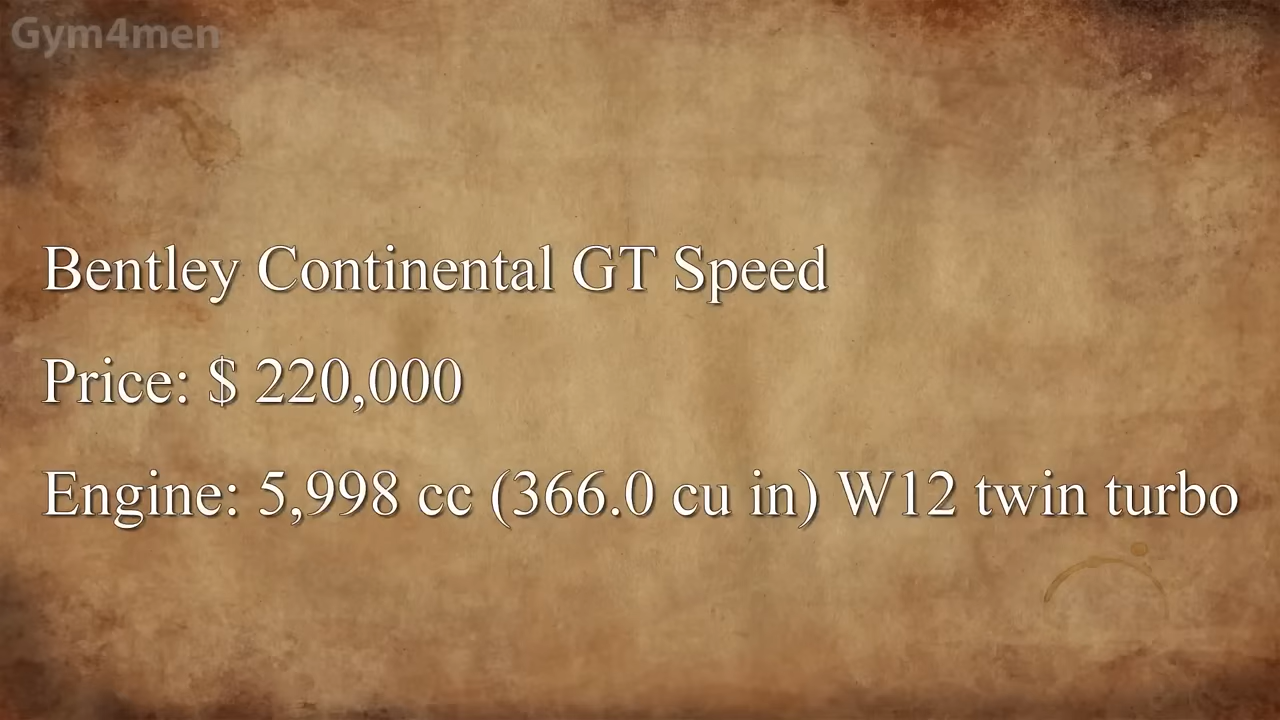 Gym4men
Bentley Continental GT Speed
Price: $ 220,000
Engine: 5,998 cc (366.0 cu in) W12 twin turbo